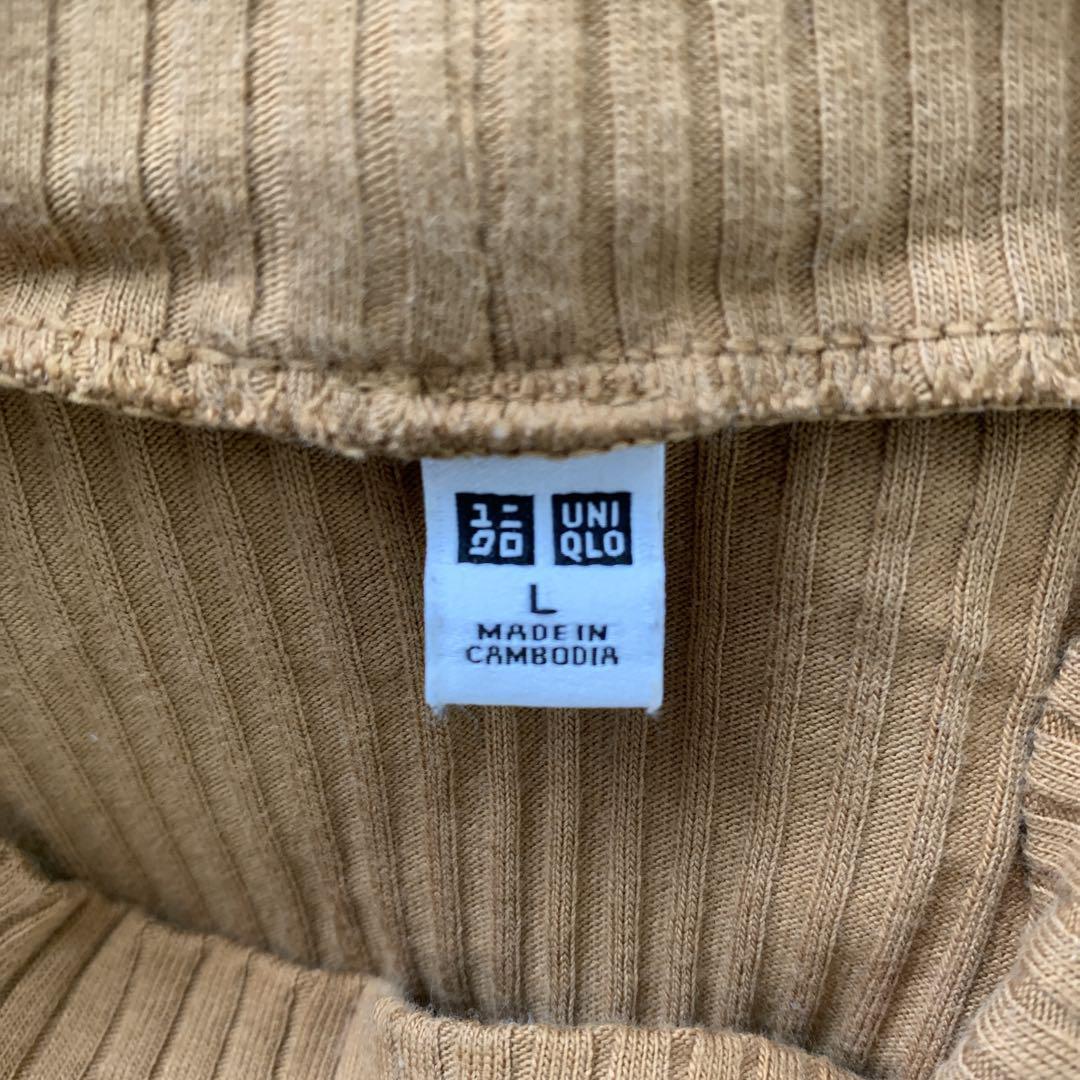 ユニ UNI
クロ QLO
L
MADE IN
CAMBODIA